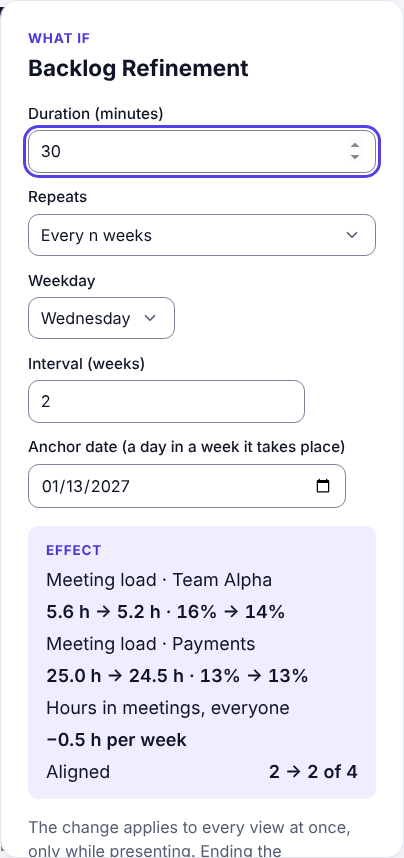 WHAT IF
Backlog Refinement
Duration (minutes)
30
Repeats
Every n weeks
Weekday
Wednesday
Interval (weeks)
2
Anchor date (a day in a week it takes place)
01/13/2027
EFFECT
Meeting load · Team Alpha
5.6 h → 5.2 h · 16% → 14%
Meeting load · Payments
25.0 h → 24.5 h · 13% → 13%
Hours in meetings, everyone
−0.5 h per week
Aligned 2 → 2 of 4
The change applies to every view at once,
only while presenting. Ending the